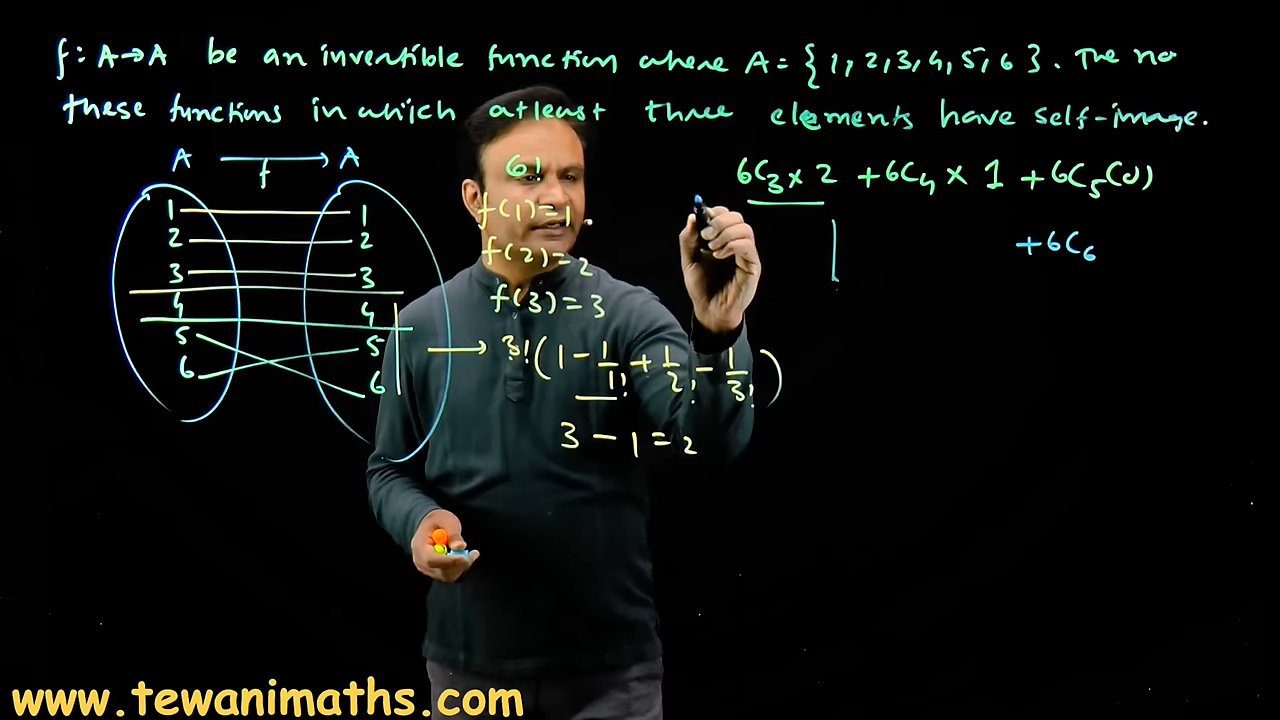 f: A→A be an invertible function where A = {1, 2, 3, 4, 5, 6}. The no
these functions in which atleast three elements have self-image.
A → A
f
6!
6C₃ × 2 + 6C₄ × 1 + 6C₅(0)
+ 6C₆
1 1
2 2
3 3
4 4
5 5
6 6
f(1) = 1.
f(2) = 2
f(3) = 3
→ 3!(1 - 1/1! + 1/2! - 1/3!)
3 - 1 = 2
www.tewanimaths.com